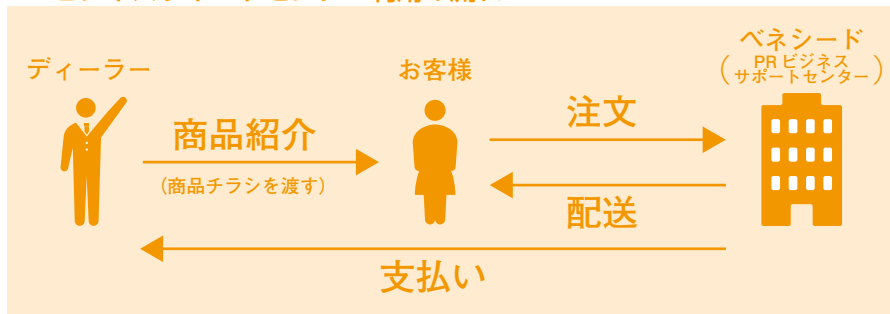 ディーラー
お客様
ベネシード
(PRビジネス
サポートセンター)
商品紹介
(商品チラシを渡す)
注文
配送
支払い